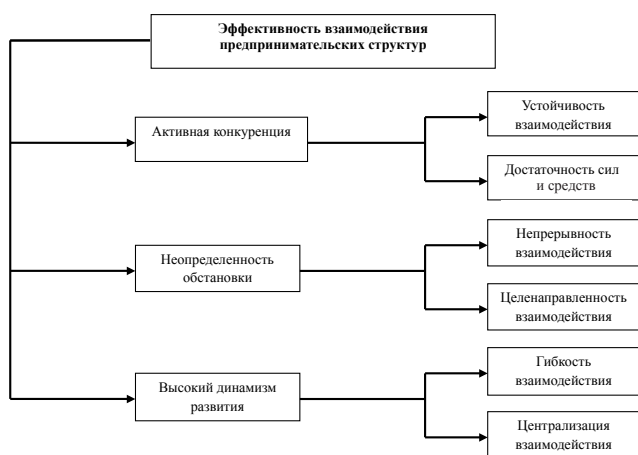 Эффективность взаимодействия
предпринимательских структур
Активная конкуренция
Устойчивость
взаимодействия
Достаточность сил
и средств
Неопределенность
обстановки
Непрерывность
взаимодействия
Целенаправленность
взаимодействия
Высокий динамизм
развития
Гибкость
взаимодействия
Централизация
взаимодействия